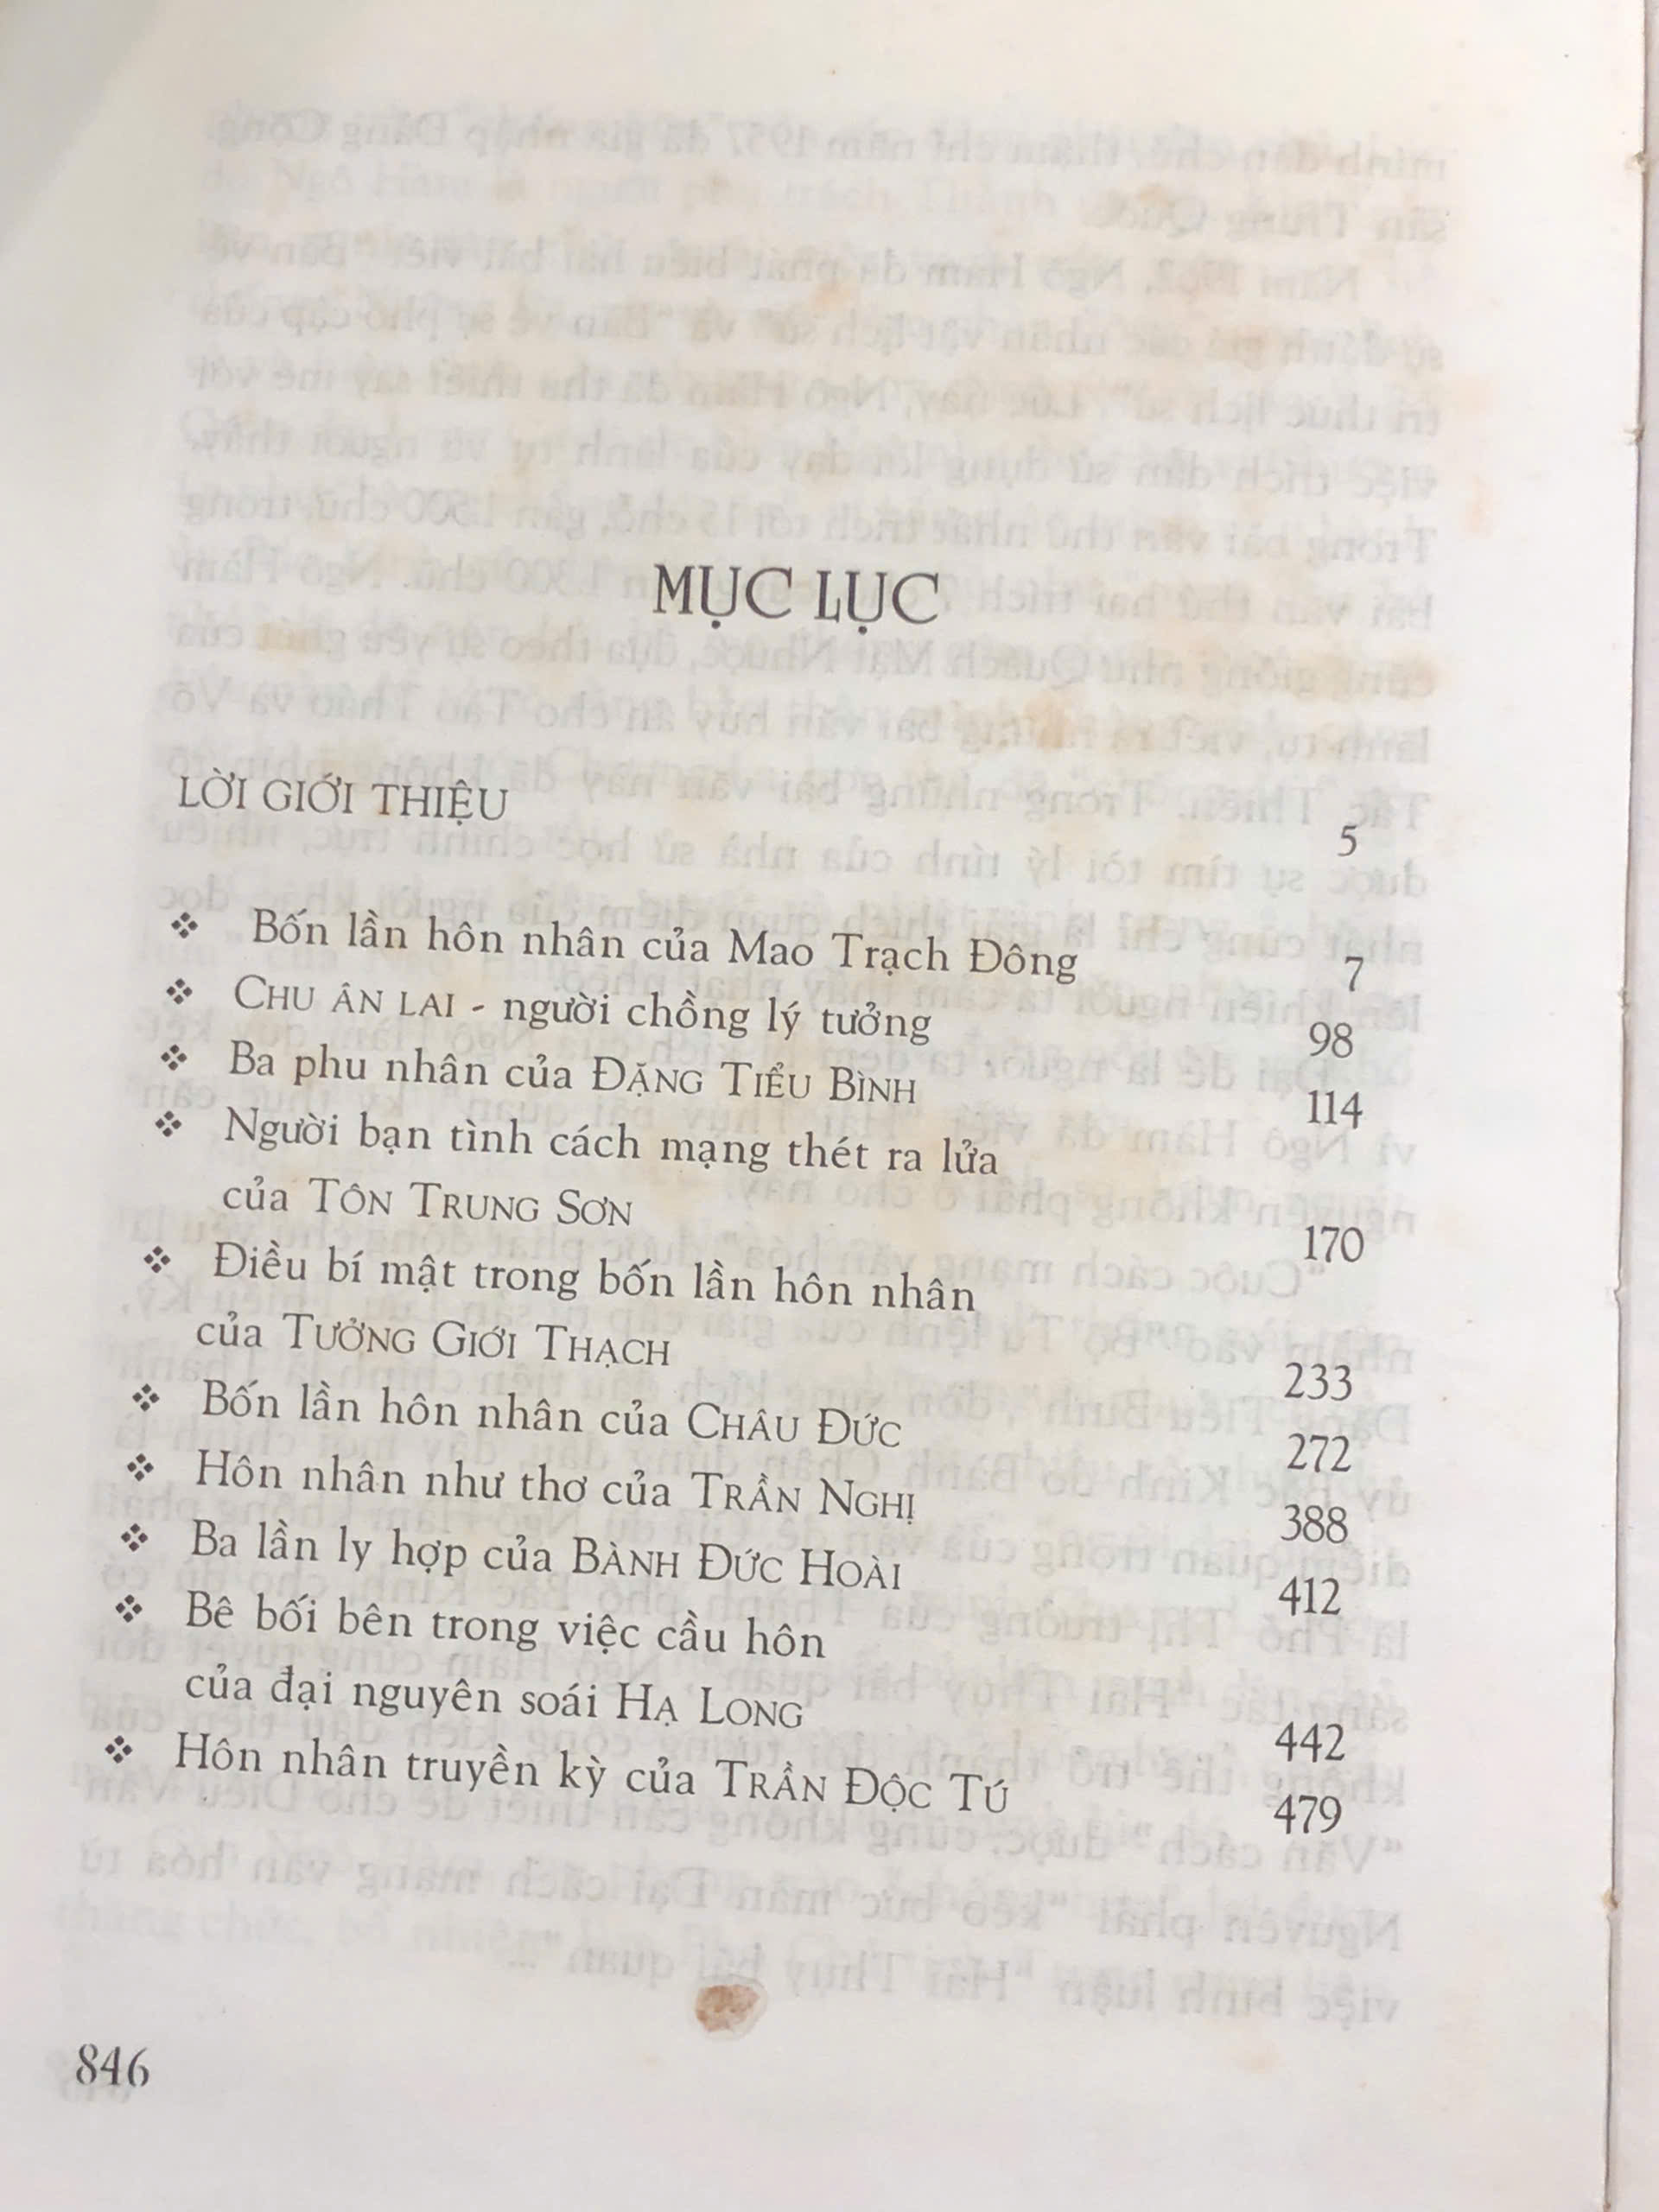 MỤC LỤC
LỜI GIỚI THIỆU 5
❖ Bốn lần hôn nhân của Mao Trạch Đông 7
❖ CHU ÂN LAI - người chồng lý tưởng 98
❖ Ba phu nhân của ĐẶNG TIỂU BÌNH 114
❖ Người bạn tình cách mạng thét ra lửa
của TÔN TRUNG SƠN 170
❖ Điều bí mật trong bốn lần hôn nhân
của TƯỞNG GIỚI THẠCH 233
❖ Bốn lần hôn nhân của CHÂU ĐỨC 272
❖ Hôn nhân như thơ của TRẦN NGHỊ 388
❖ Ba lần ly hợp của BÀNH ĐỨC HOÀI 412
❖ Bê bối bên trong việc cầu hôn
của đại nguyên soái HẠ LONG 442
❖ Hôn nhân truyền kỳ của TRẦN ĐỘC TÚ 479
846